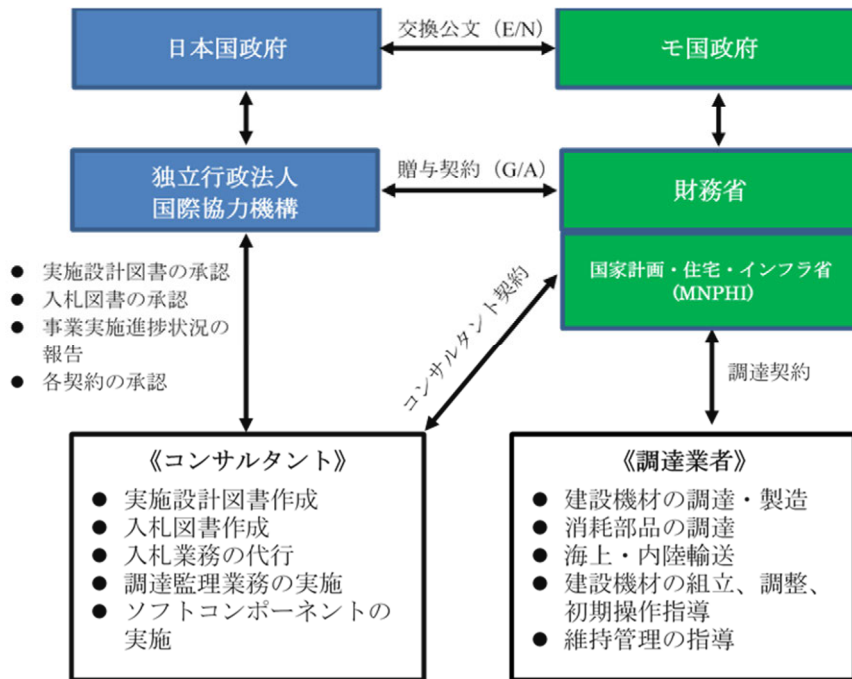 日本国政府
交換公文（E/N）
モ国政府
独立行政法人
国際協力機構
贈与契約（G/A）
財務省
国家計画・住宅・インフラ省
(MNPHI)
● 実施設計図書の承認
● 入札図書の承認
● 事業実施進捗状況の
報告
● 各契約の承認
コンサルタント契約
調達契約
《コンサルタント》
● 実施設計図書作成
● 入札図書作成
● 入札業務の代行
● 調達監理業務の実施
● ソフトコンポーネントの
実施
《調達業者》
● 建設機材の調達・製造
● 消耗部品の調達
● 海上・内陸輸送
● 建設機材の組立、調整、
初期操作指導
● 維持管理の指導